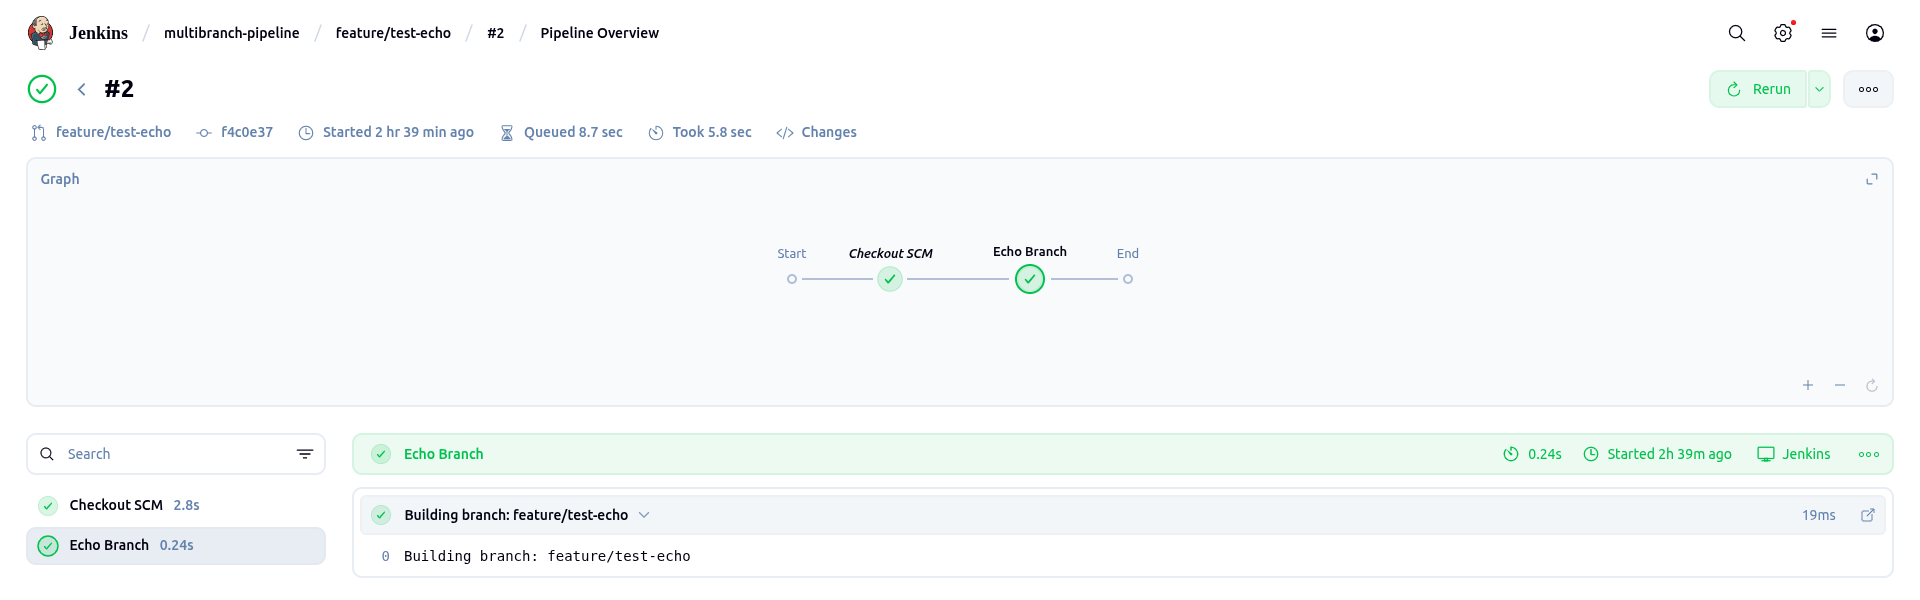 Jenkins / multibranch-pipeline / feature/test-echo / #2 / Pipeline Overview
#2
Rerun
feature/test-echo f4c0e37 Started 2 hr 39 min ago Queued 8.7 sec Took 5.8 sec Changes
Graph
Start Checkout SCM Echo Branch End
Search
Echo Branch 0.24s Started 2h 39m ago Jenkins
Checkout SCM 2.8s
Echo Branch 0.24s
Building branch: feature/test-echo 19ms
0 Building branch: feature/test-echo